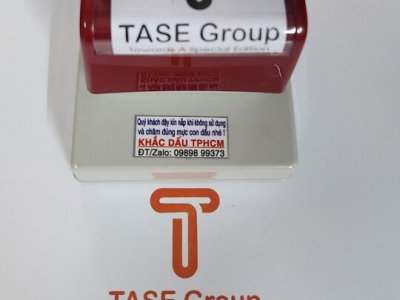 TASE Group
Towards A Special Edition
Quý khách đậy kín nắp khi không sử dụng
và châm đúng mực con dấu nhé !
KHẮC DẤU TPHCM
ĐT/Zalo: 09898 99373
TASE Group